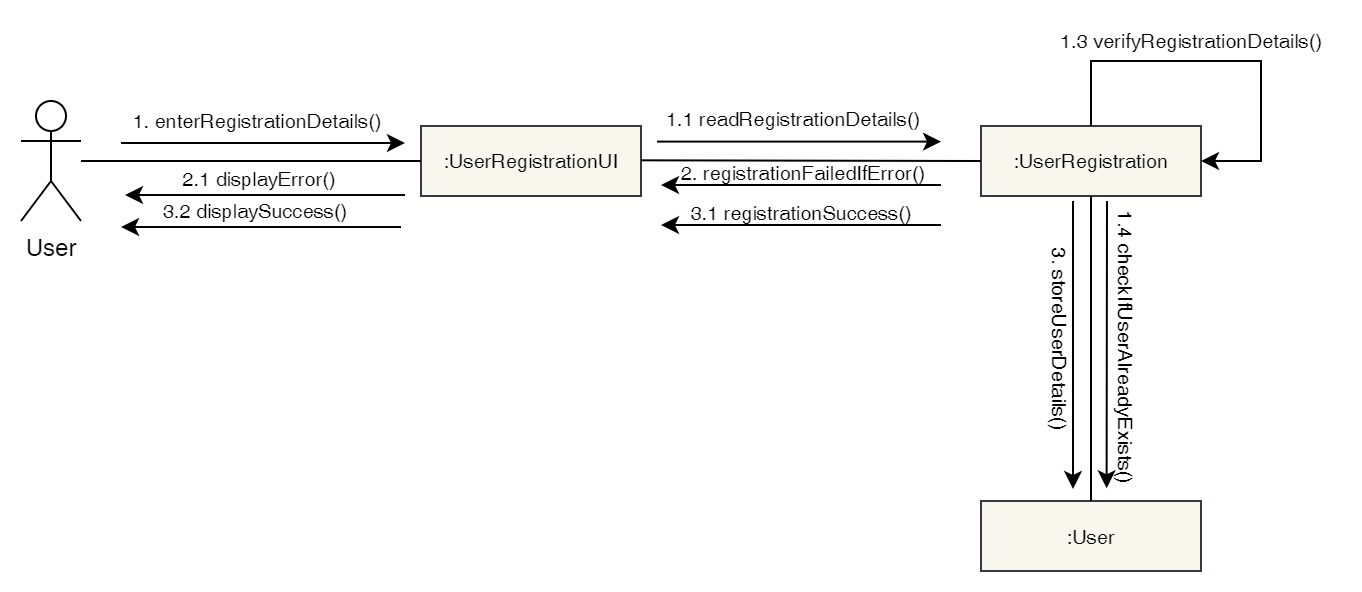 1.3 verifyRegistrationDetails()
1. enterRegistrationDetails()
1.1 readRegistrationDetails()
:UserRegistrationUI
:UserRegistration
2.1 displayError()
2. registrationFailedIfError()
3.2 displaySuccess()
3.1 registrationSuccess()
User
3. storeUserDetails()
1.4 checkIfUserAlreadyExists()
:User